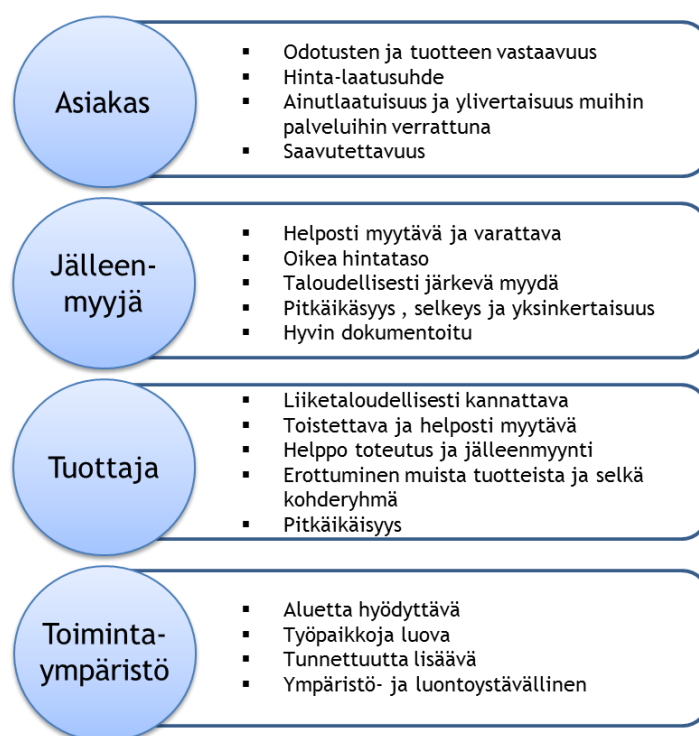 Asiakas
▪ Odotusten ja tuotteen vastaavuus
▪ Hinta-laatusuhde
▪ Ainutlaatuisuus ja ylivertaisuus muihin
palveluihin verrattuna
▪ Saavutettavuus
Jälleen-
myyjä
▪ Helposti myytävä ja varattava
▪ Oikea hintataso
▪ Taloudellisesti järkevä myydä
▪ Pitkäikäsyys , selkeys ja yksinkertaisuus
▪ Hyvin dokumentoitu
Tuottaja
▪ Liiketaloudellisesti kannattava
▪ Toistettava ja helposti myytävä
▪ Helppo toteutus ja jälleenmyynti
▪ Erottuminen muista tuotteista ja selkä
kohderyhmä
▪ Pitkäikäisyys
Toiminta-
ympäristö
▪ Aluetta hyödyttävä
▪ Työpaikkoja luova
▪ Tunnettuutta lisäävä
▪ Ympäristö- ja luontoystävällinen